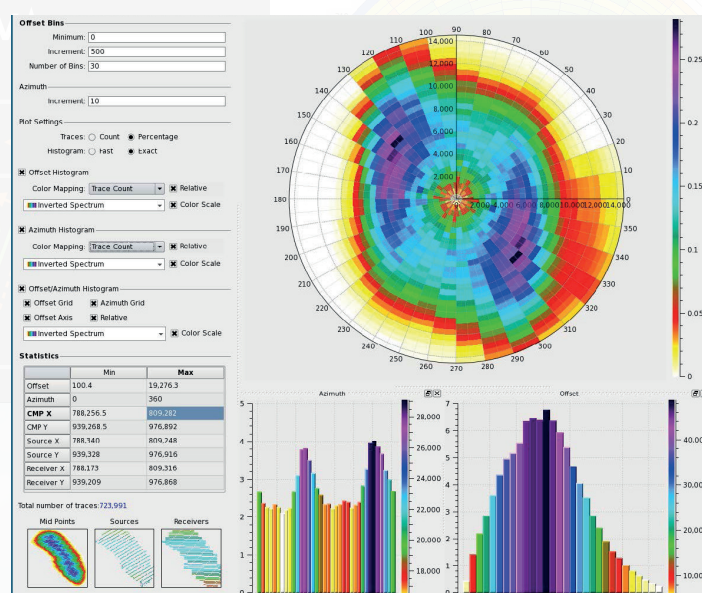 Offset Bins
Minimum: 0
Increment: 500
Number of Bins: 30
Azimuth
Increment: 10
Plot Settings
Traces: Count Percentage
Histogram: Fast Exact
Offset Histogram
Color Mapping: Trace Count Relative
Inverted Spectrum Color Scale
Azimuth Histogram
Color Mapping: Trace Count Relative
Inverted Spectrum Color Scale
Offset/Azimuth Histogram
Offset Grid Azimuth Grid
Offset Axis Relative
Inverted Spectrum Color Scale
Statistics
Min Max
Offset 100.4 19,276.3
Azimuth 0 360
CMP X 788,256.5 809,282
CMP Y 939,268.5 976,892
Source X 788,340 809,248
Source Y 939,328 976,916
Receiver X 788,173 809,316
Receiver Y 939,209 976,868
Total number of traces:723,991
Mid Points Sources Receivers
90
100 80
110 70
120 60
130 50
140 40
150 30
160 20
170 10
180 0
190 350
200 340
210 330
220 320
230 310
240 300
250 290
260 280
270
14,000
12,000
10,000
8,000
6,000
4,000
2,000
0 2,000 4,000 6,000 8,000 10,000 12,000 14,000
0.25
0.2
0.15
0.1
0.05
0
Azimuth
5
4
3
2
1
0
28,000
26,000
24,000
22,000
20,000
18,000
Offset
7
6
5
4
3
2
1
0
40,00
30,00
20,00
10,00